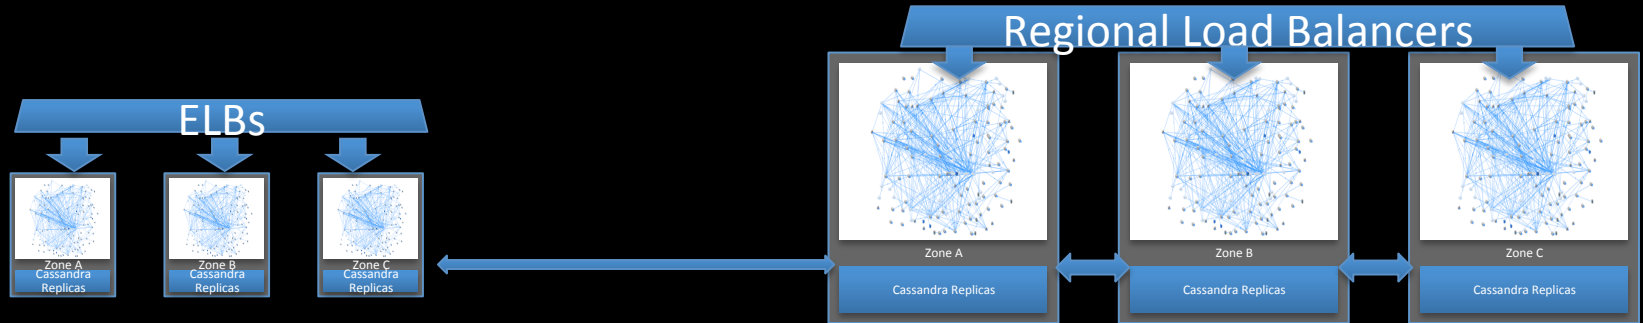 Regional Load Balancers
ELBs
Zone A
Cassandra
Replicas
Zone B
Cassandra
Replicas
Zone C
Cassandra
Replicas
Zone A
Cassandra Replicas
Zone B
Cassandra Replicas
Zone C
Cassandra Replicas